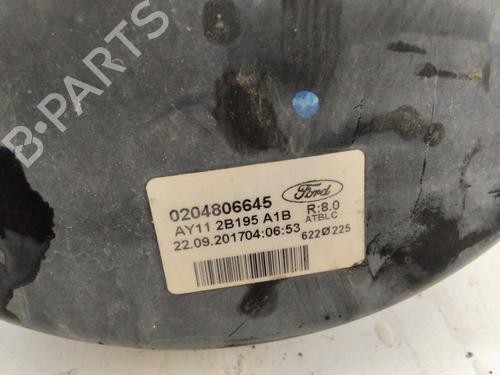 B-PARTS
0204806645
Ford
AY11 2B195 A1B
R:8.0
ATBLC
22.09.201704:06:53
622Ø225